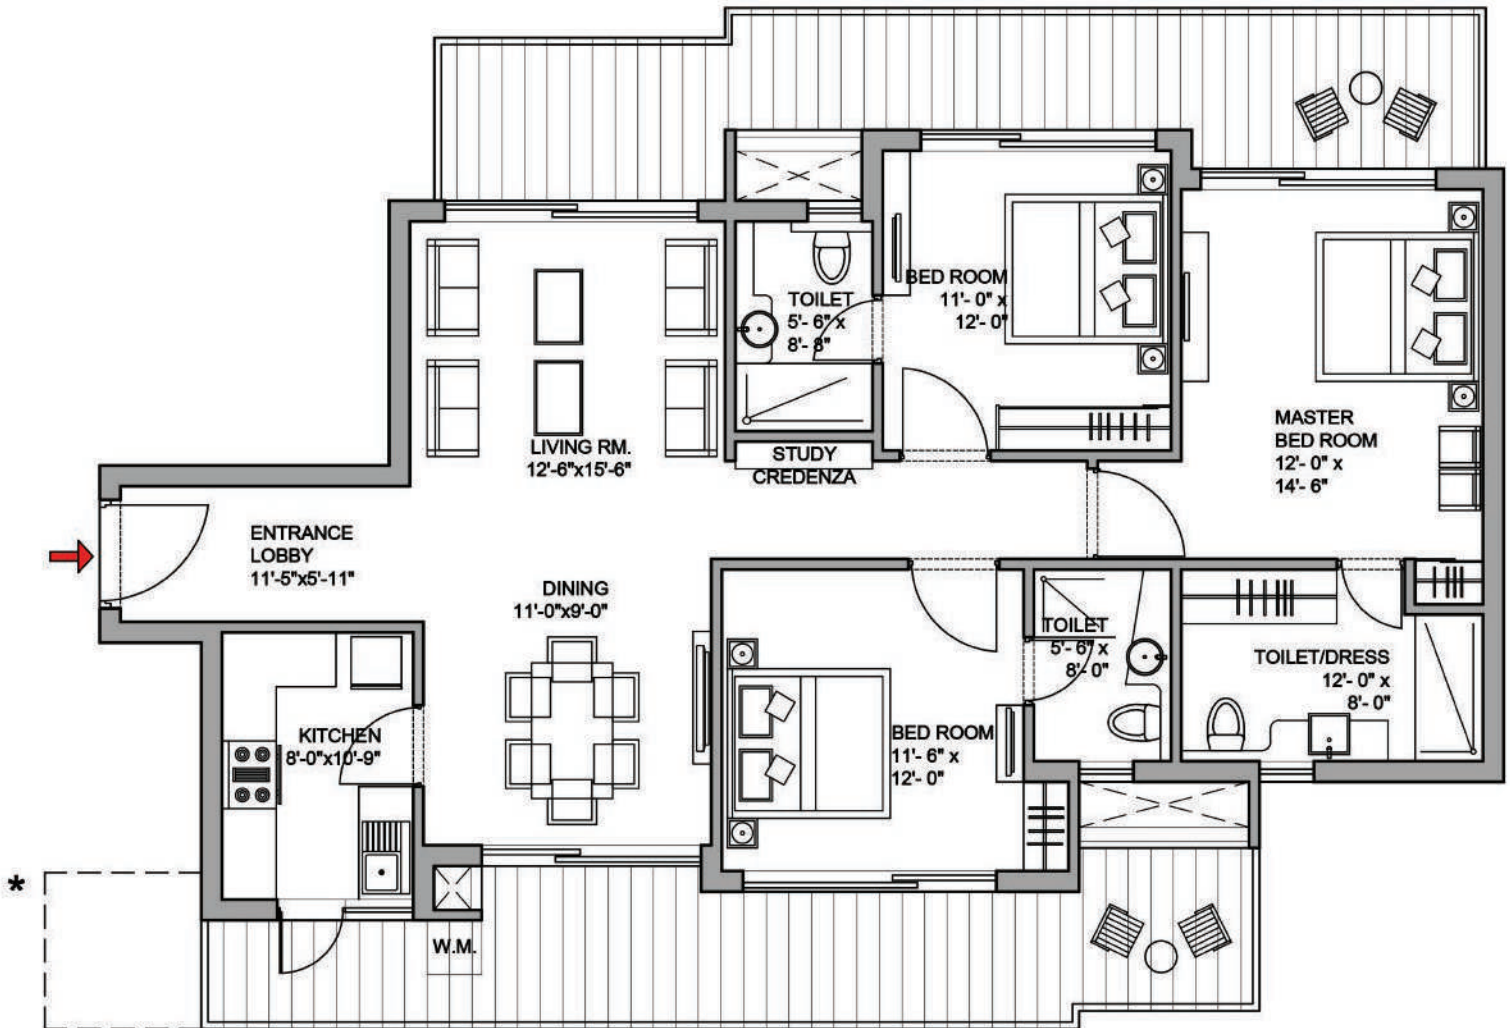 BED ROOM
11'- 0" x
12'- 0"
TOILET
5'- 6" x
8'- 8"
MASTER
BED ROOM
12'- 0" x
14'- 6"
LIVING RM.
12'-6"x15'-6"
STUDY
CREDENZA
ENTRANCE
LOBBY
11'-5"x5'-11"
DINING
11'-0"x9'-0"
TOILET
5'- 6" x
8'- 0"
TOILET/DRESS
12'- 0" x
8'- 0"
KITCHEN
8'-0"x10'-9"
BED ROOM
11'- 6" x
12'- 0"
*
W.M.